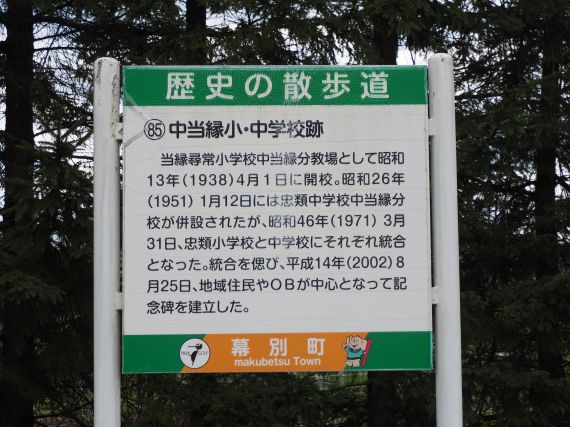 歴史の散歩道
85 中当縁小・中学校跡
当縁尋常小学校中当縁分教場として昭和
13年(1938)4月1日に開校。昭和26年
(1951) 1月12日には忠類中学校中当縁分
校が併設されたが、昭和46年(1971) 3月
31日、忠類小学校と中学校にそれぞれ統合
となった。統合を偲び、平成14年(2002) 8
月25日、地域住民やOBが中心となって記
念碑を建立した。
幕別町
makubetsu Town